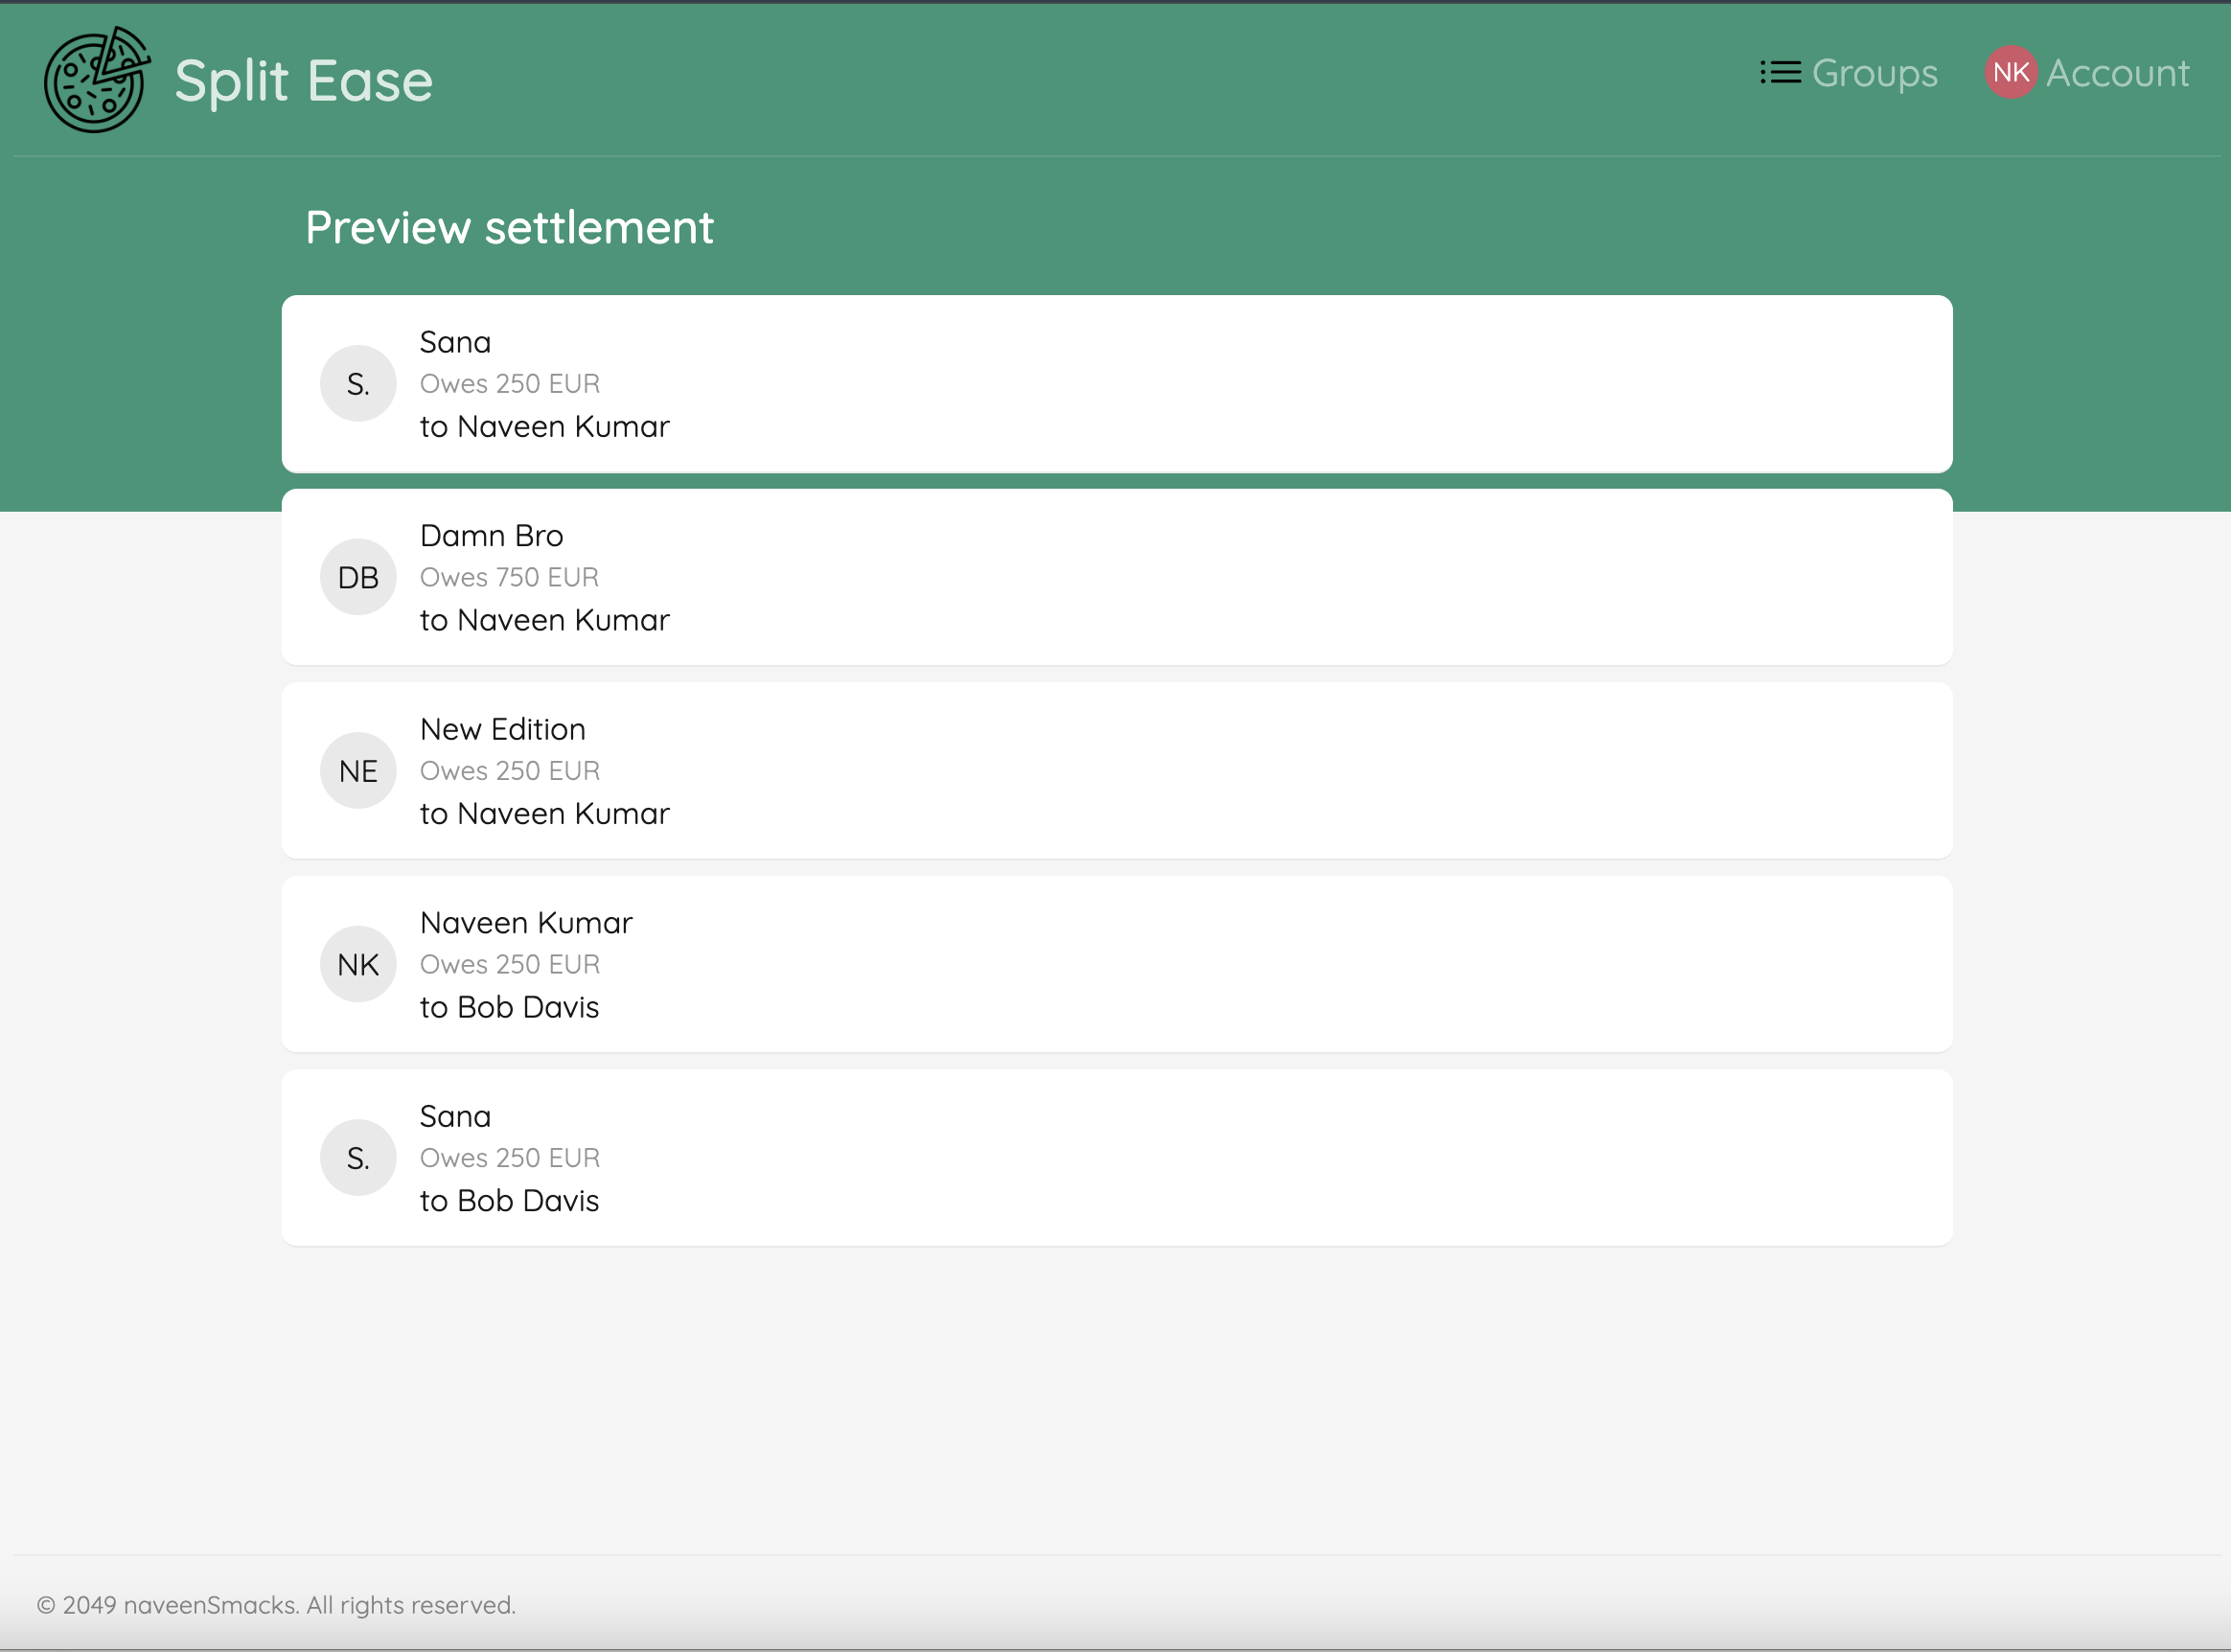 Split Ease
Groups
NK
Account
Preview settlement
S.
Sana
Owes 250 EUR
to Naveen Kumar
DB
Damn Bro
Owes 750 EUR
to Naveen Kumar
NE
New Edition
Owes 250 EUR
to Naveen Kumar
NK
Naveen Kumar
Owes 250 EUR
to Bob Davis
S.
Sana
Owes 250 EUR
to Bob Davis
© 2049 naveenSmacks. All rights reserved.